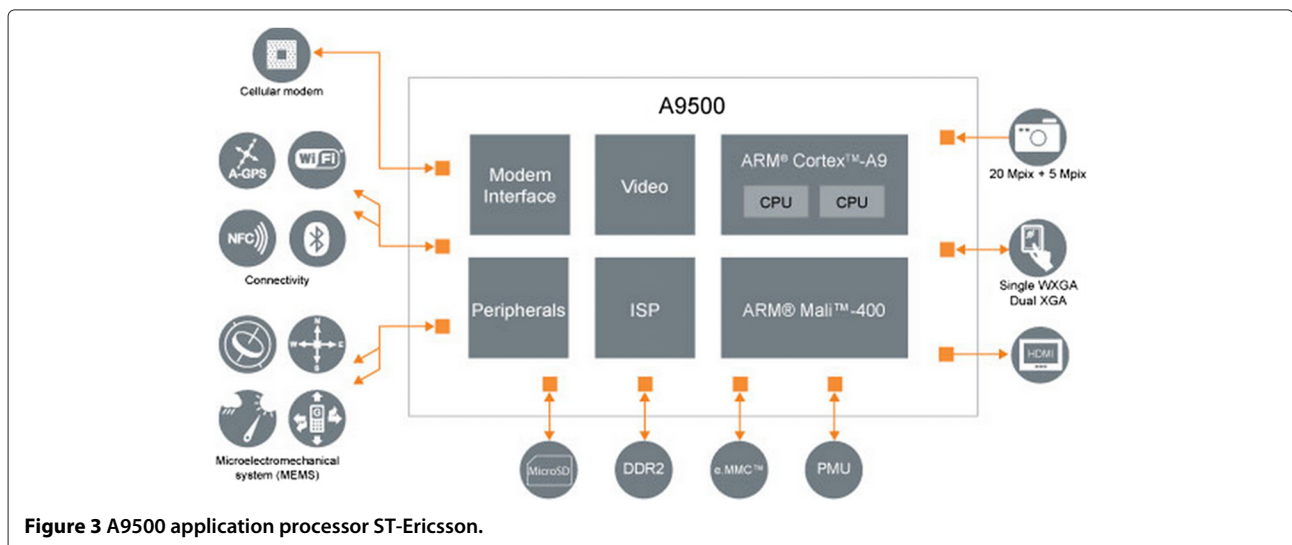 Cellular modem
A9500
A-GPS
WiFi
NFC
Connectivity
N
W
E
S
G
Microelectromechanical
system (MEMS)
Modem
Interface
Video
ARM® Cortex™-A9
CPU
CPU
Peripherals
ISP
ARM® Mali™-400
20 Mpix + 5 Mpix
Single WXGA
Dual XGA
HDMI
MicroSD
DDR2
e.MMC™
PMU
Figure 3 A9500 application processor ST-Ericsson.